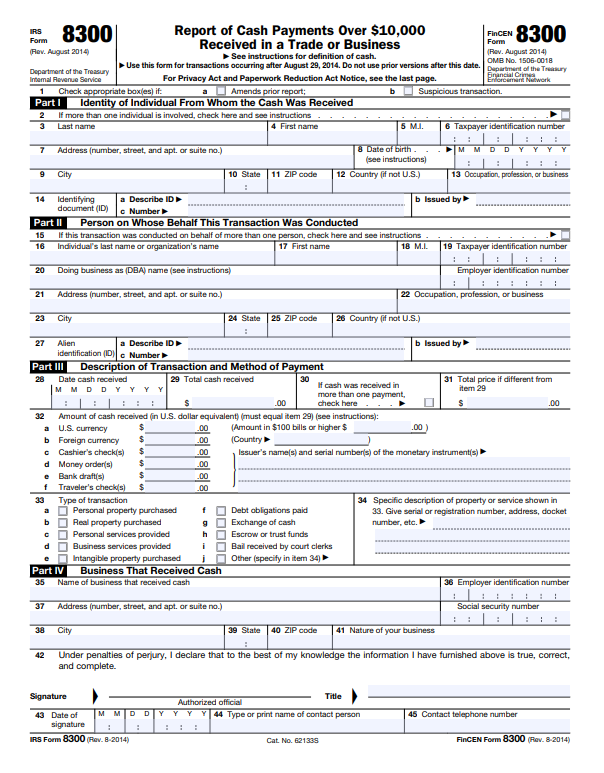 IRS Form 8300
(Rev. August 2014)
Department of the Treasury
Internal Revenue Service
Report of Cash Payments Over $10,000
Received in a Trade or Business
▶ See instructions for definition of cash.
▶ Use this form for transactions occurring after August 29, 2014. Do not use prior versions after this date.
For Privacy Act and Paperwork Reduction Act Notice, see the last page.
FinCEN Form 8300
(Rev. August 2014)
OMB No. 1506-0018
Department of the Treasury
Financial Crimes
Enforcement Network
1 Check appropriate box(es) if: a Amends prior report; b Suspicious transaction.
Part I Identity of Individual From Whom the Cash Was Received
2 If more than one individual is involved, check here and see instructions . . . ▶
3 Last name 4 First name 5 M.I. 6 Taxpayer identification number
7 Address (number, street, and apt. or suite no.) 8 Date of birth . . . ▶ M M D D Y Y Y Y
(see instructions)
9 City 10 State 11 ZIP code 12 Country (if not U.S.) 13 Occupation, profession, or business
14 Identifying document (ID) a Describe ID ▶ b Issued by ▶
c Number ▶
Part II Person on Whose Behalf This Transaction Was Conducted
15 If this transaction was conducted on behalf of more than one person, check here and see instructions . . . ▶
16 Individual's last name or organization's name 17 First name 18 M.I. 19 Taxpayer identification number
20 Doing business as (DBA) name (see instructions) Employer identification number
21 Address (number, street, and apt. or suite no.) 22 Occupation, profession, or business
23 City 24 State 25 ZIP code 26 Country (if not U.S.)
27 Alien identification (ID) a Describe ID ▶ b Issued by ▶
c Number ▶
Part III Description of Transaction and Method of Payment
28 Date cash received 29 Total cash received 30 If cash was received in more than one payment, check here . . . ▶ 31 Total price if different from item 29
M M D D Y Y Y Y $ .00 $ .00
32 Amount of cash received (in U.S. dollar equivalent) (must equal item 29) (see instructions):
a U.S. currency $ .00 (Amount in $100 bills or higher $ .00 )
b Foreign currency $ .00 (Country ▶ )
c Cashier's check(s) $ .00 Issuer's name(s) and serial number(s) of the monetary instrument(s) ▶
d Money order(s) $ .00
e Bank draft(s) $ .00
f Traveler's check(s) $ .00
33 Type of transaction
a Personal property purchased f Debt obligations paid
b Real property purchased g Exchange of cash
c Personal services provided h Escrow or trust funds
d Business services provided i Bail received by court clerks
e Intangible property purchased j Other (specify in item 34) ▶
34 Specific description of property or service shown in
33. Give serial or registration number, address, docket
number, etc. ▶
Part IV Business That Received Cash
35 Name of business that received cash 36 Employer identification number
37 Address (number, street, and apt. or suite no.) Social security number
38 City 39 State 40 ZIP code 41 Nature of your business
42 Under penalties of perjury, I declare that to the best of my knowledge the information I have furnished above is true, correct,
and complete.
Signature Title
Authorized official
43 Date of signature M M D D Y Y Y Y 44 Type or print name of contact person 45 Contact telephone number
IRS Form 8300 (Rev. 8-2014) Cat. No. 62133S FinCEN Form 8300 (Rev. 8-2014)